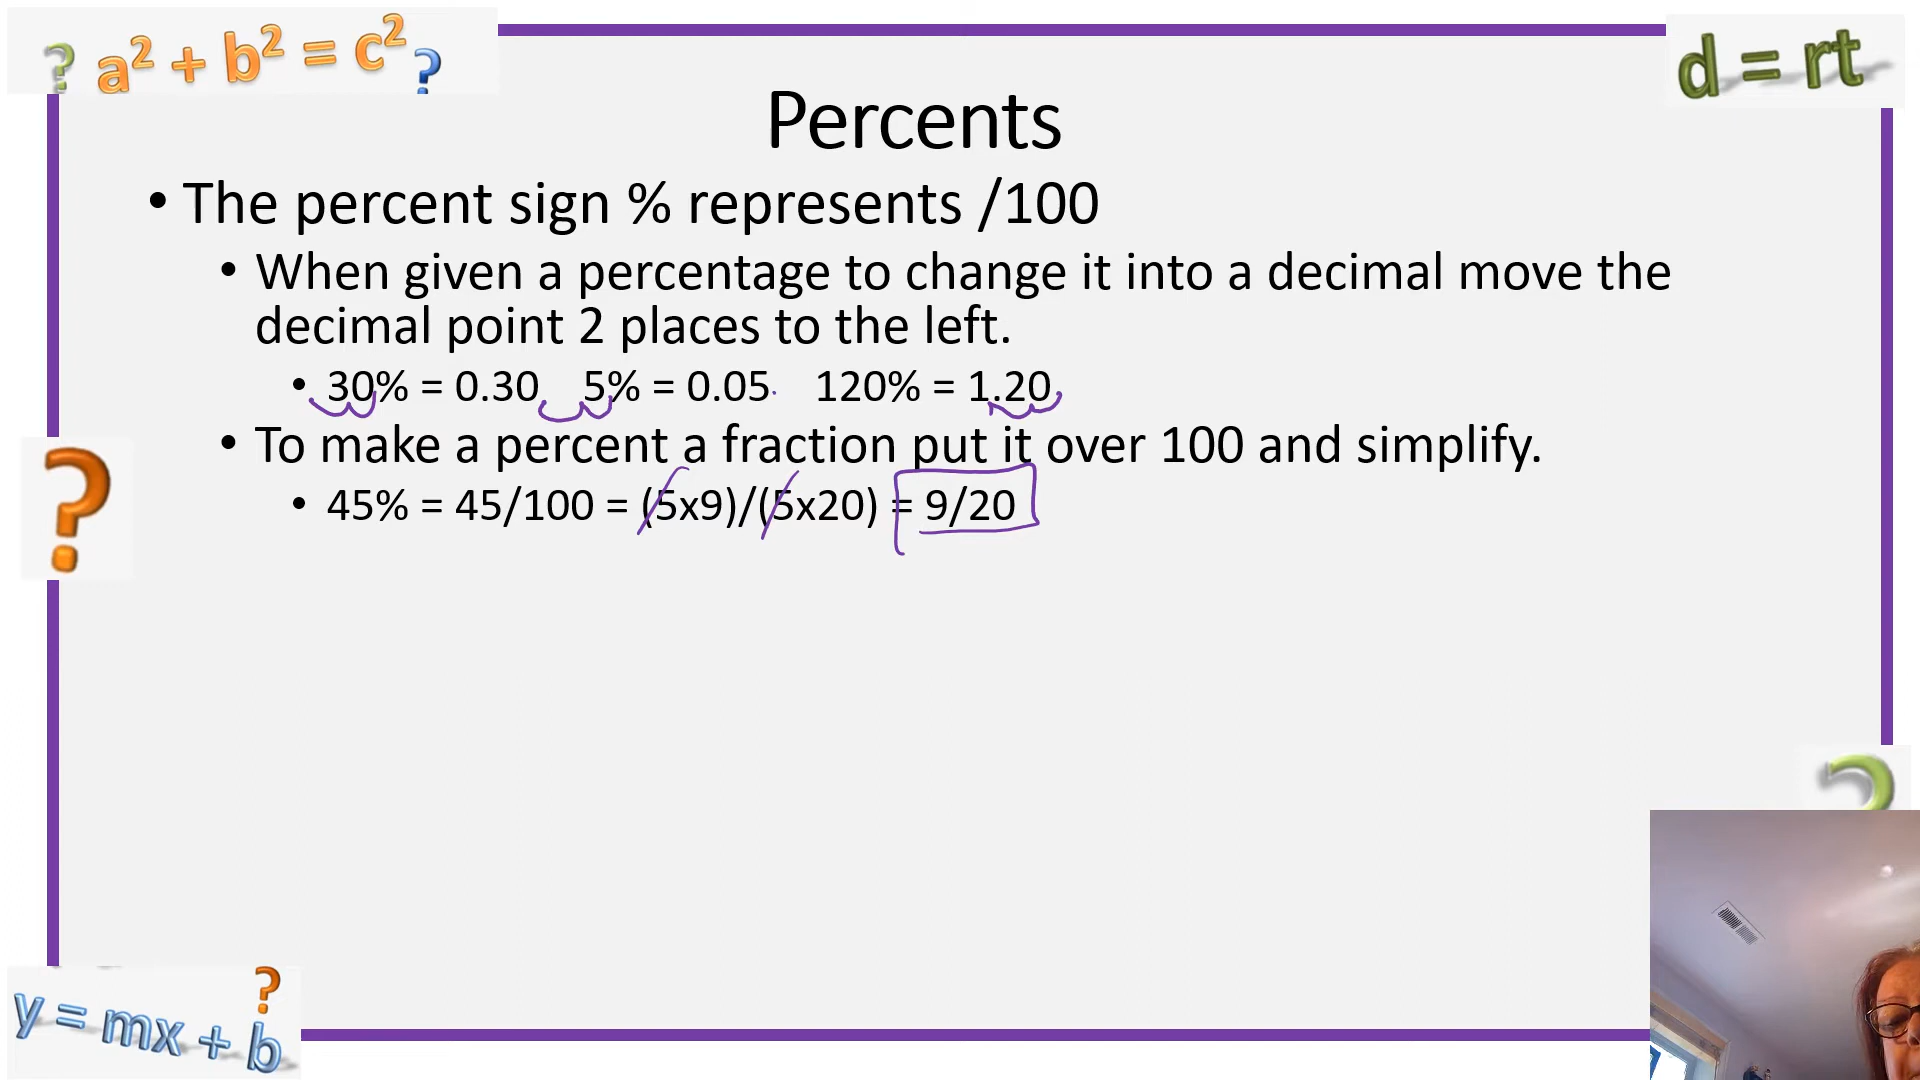 ? a² + b² = c² ?
d = rt
Percents
• The percent sign % represents /100
• When given a percentage to change it into a decimal move the
decimal point 2 places to the left.
• 30% = 0.30 5% = 0.05 120% = 1.20
• To make a percent a fraction put it over 100 and simplify.
• 45% = 45/100 = (5x9)/(5x20) = 9/20
?
?
?
y = mx + b